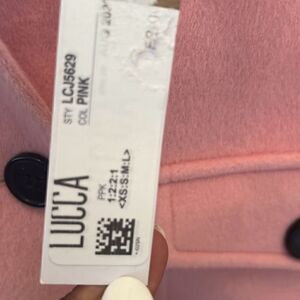 STY LCJ5629
COL PINK
LUCCA
PPK
1:2:2:1
<XS:S:M:L>